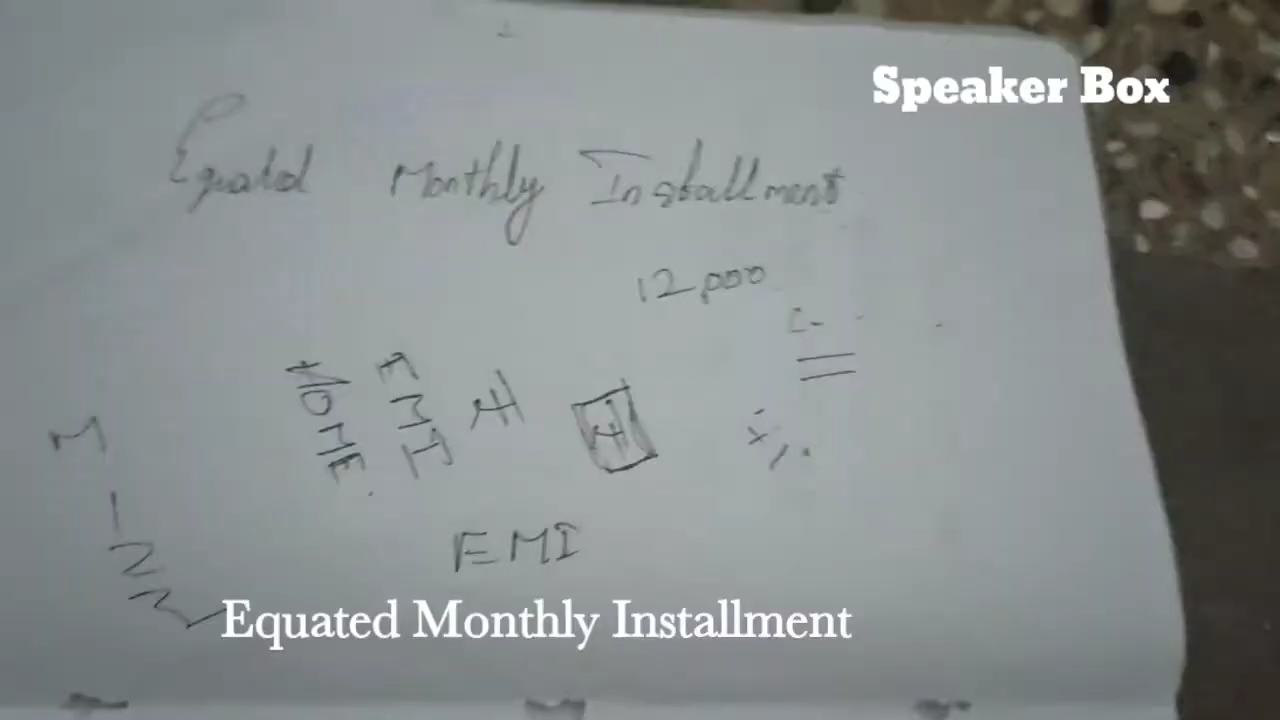 Speaker Box
Equated Monthly Installment
12,000
HOME
EMI
EMI
Equated Monthly Installment